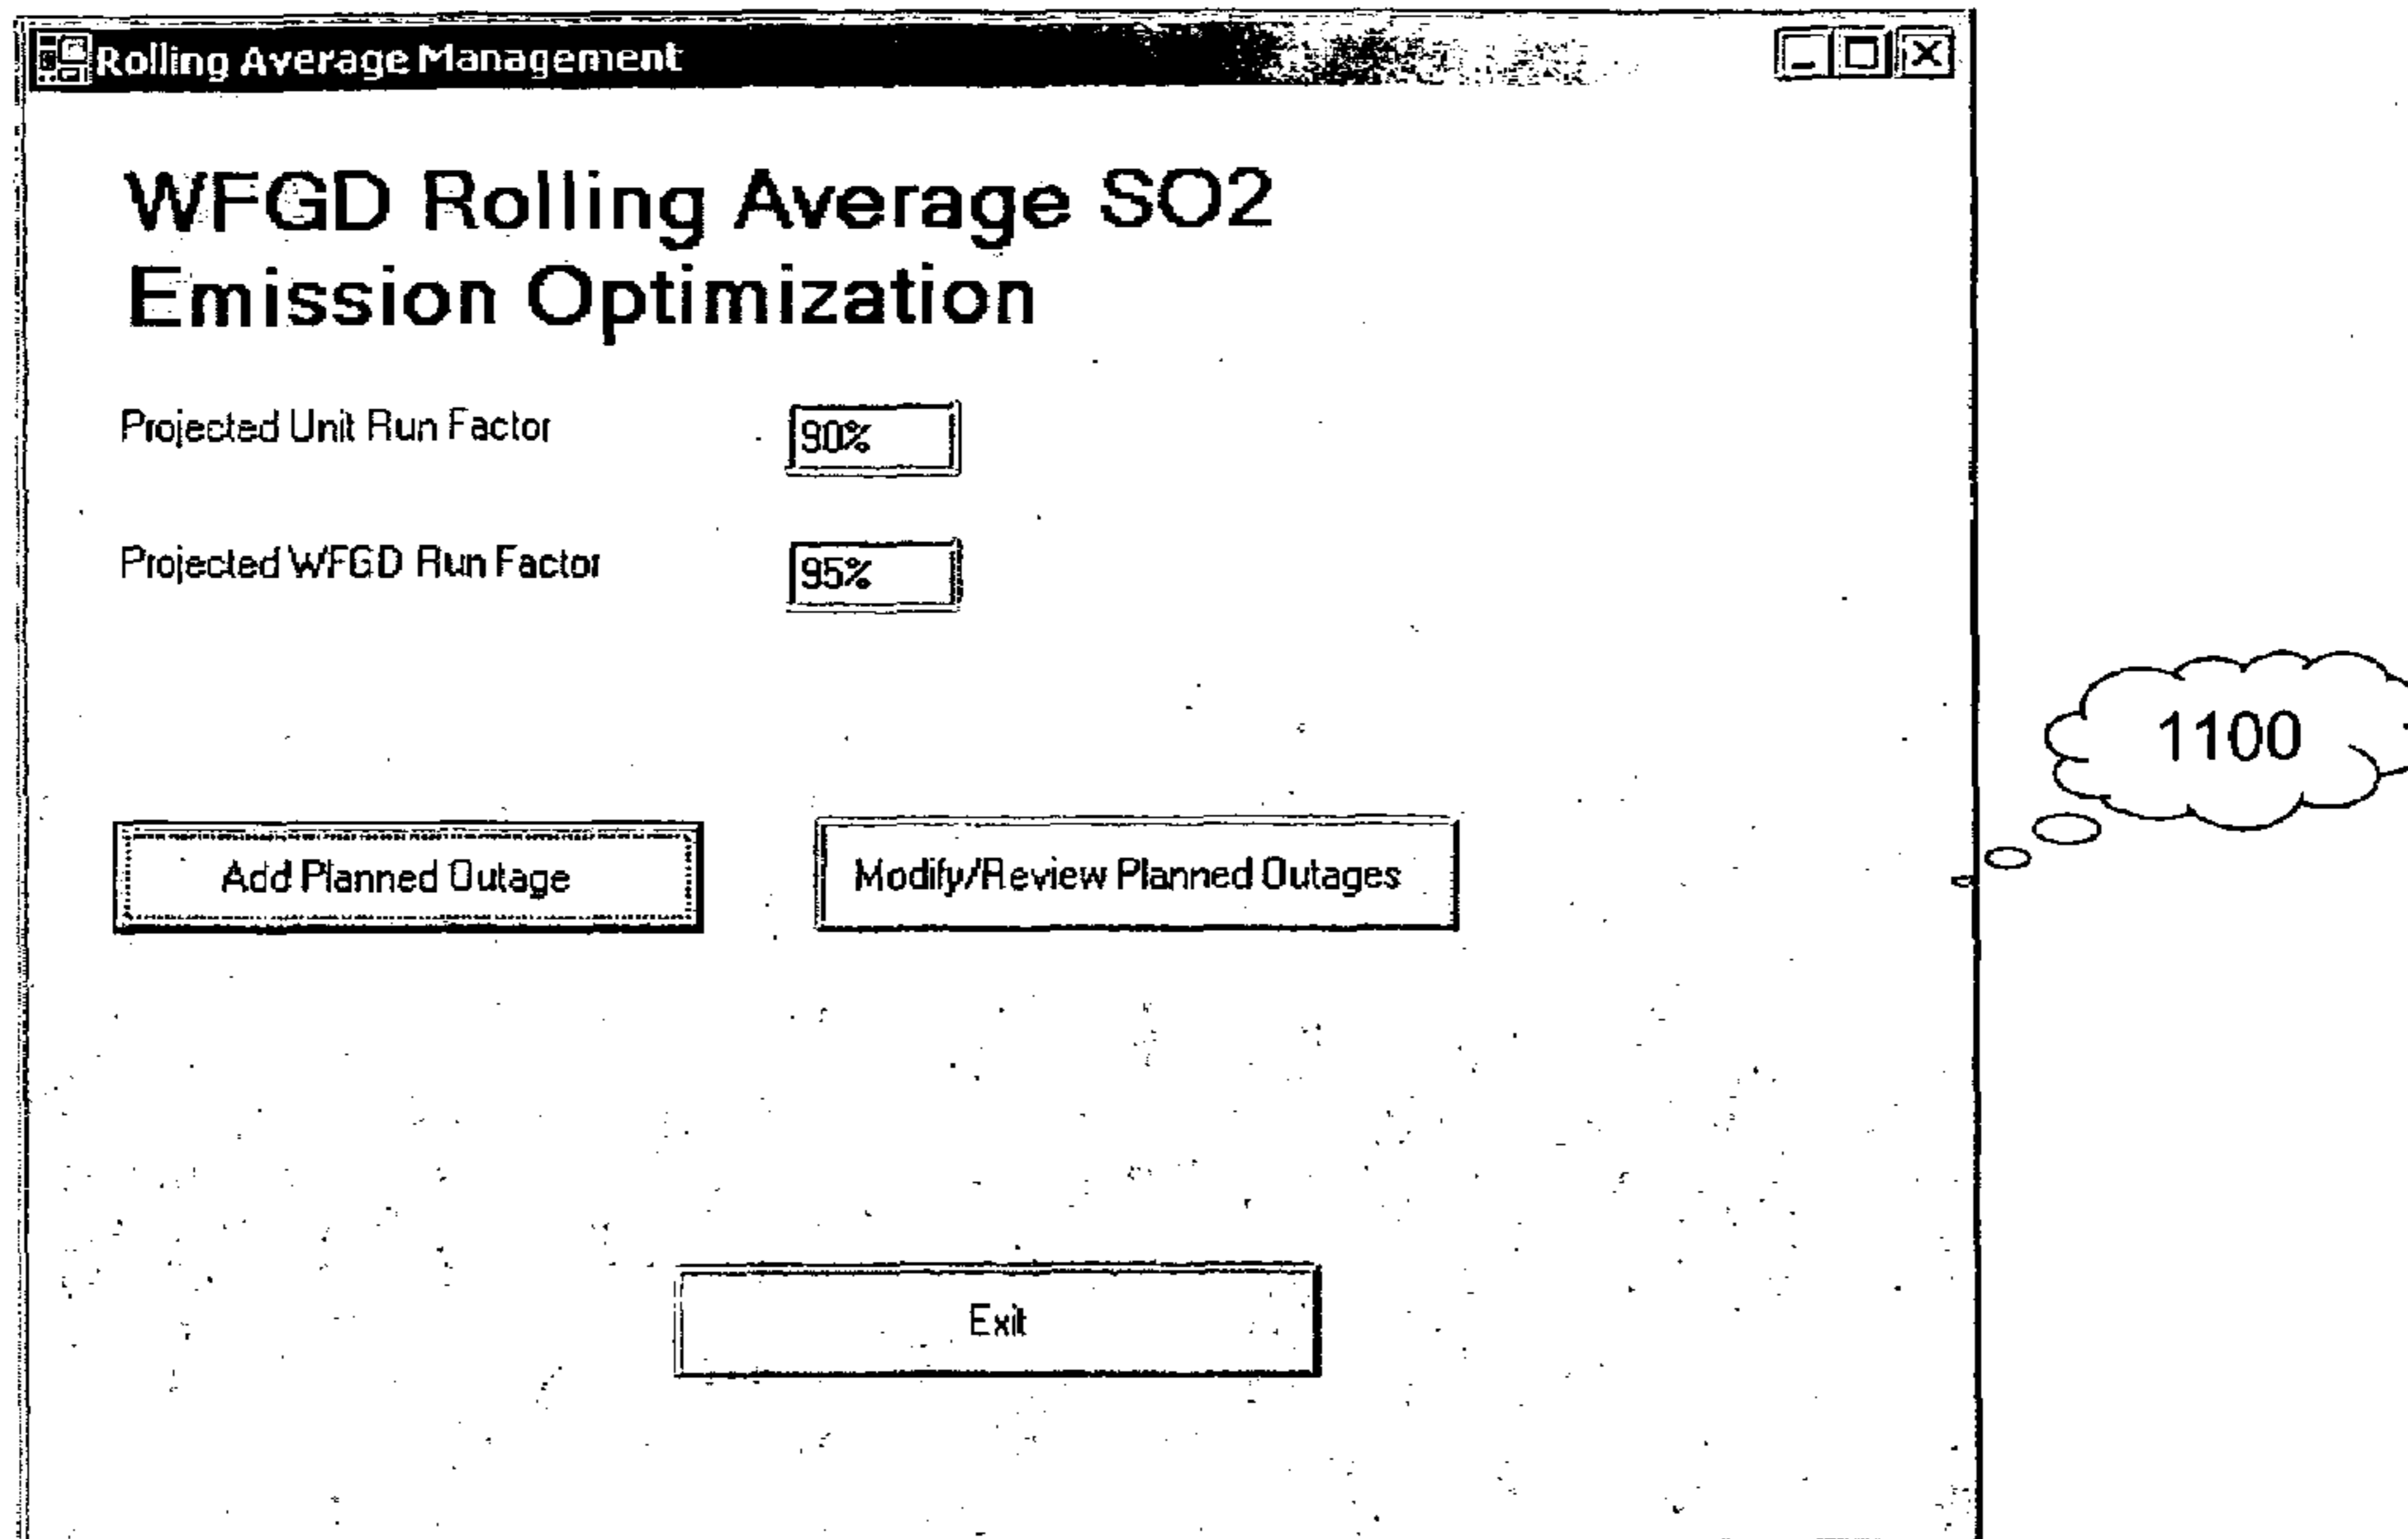 Rolling Average Management
WFGD Rolling Average SO2
Emission Optimization
Projected Unit Run Factor 90%
Projected WFGD Run Factor 95%
1100
Add Planned Outage Modify/Review Planned Outages
Exit